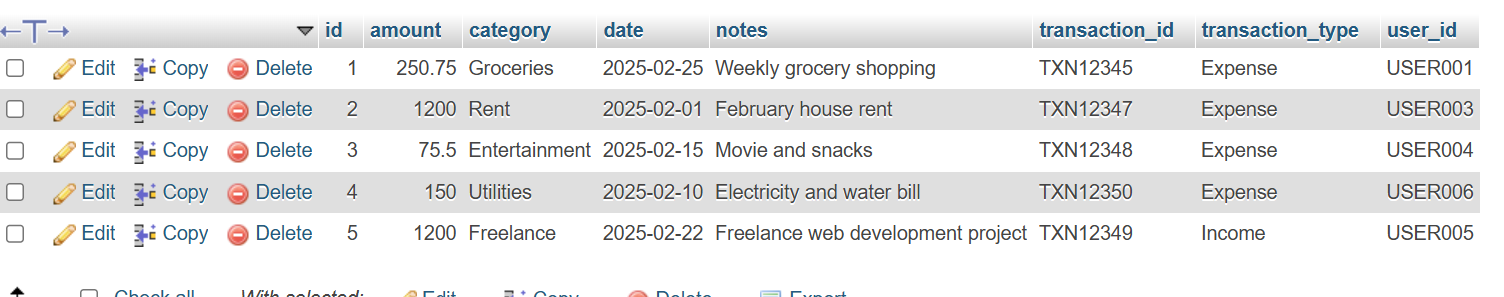 id amount category date notes transaction_id transaction_type user_id
Edit Copy Delete 1 250.75 Groceries 2025-02-25 Weekly grocery shopping TXN12345 Expense USER001
Edit Copy Delete 2 1200 Rent 2025-02-01 February house rent TXN12347 Expense USER003
Edit Copy Delete 3 75.5 Entertainment 2025-02-15 Movie and snacks TXN12348 Expense USER004
Edit Copy Delete 4 150 Utilities 2025-02-10 Electricity and water bill TXN12350 Expense USER006
Edit Copy Delete 5 1200 Freelance 2025-02-22 Freelance web development project TXN12349 Income USER005
Check all With selected: Edit Copy Delete Export